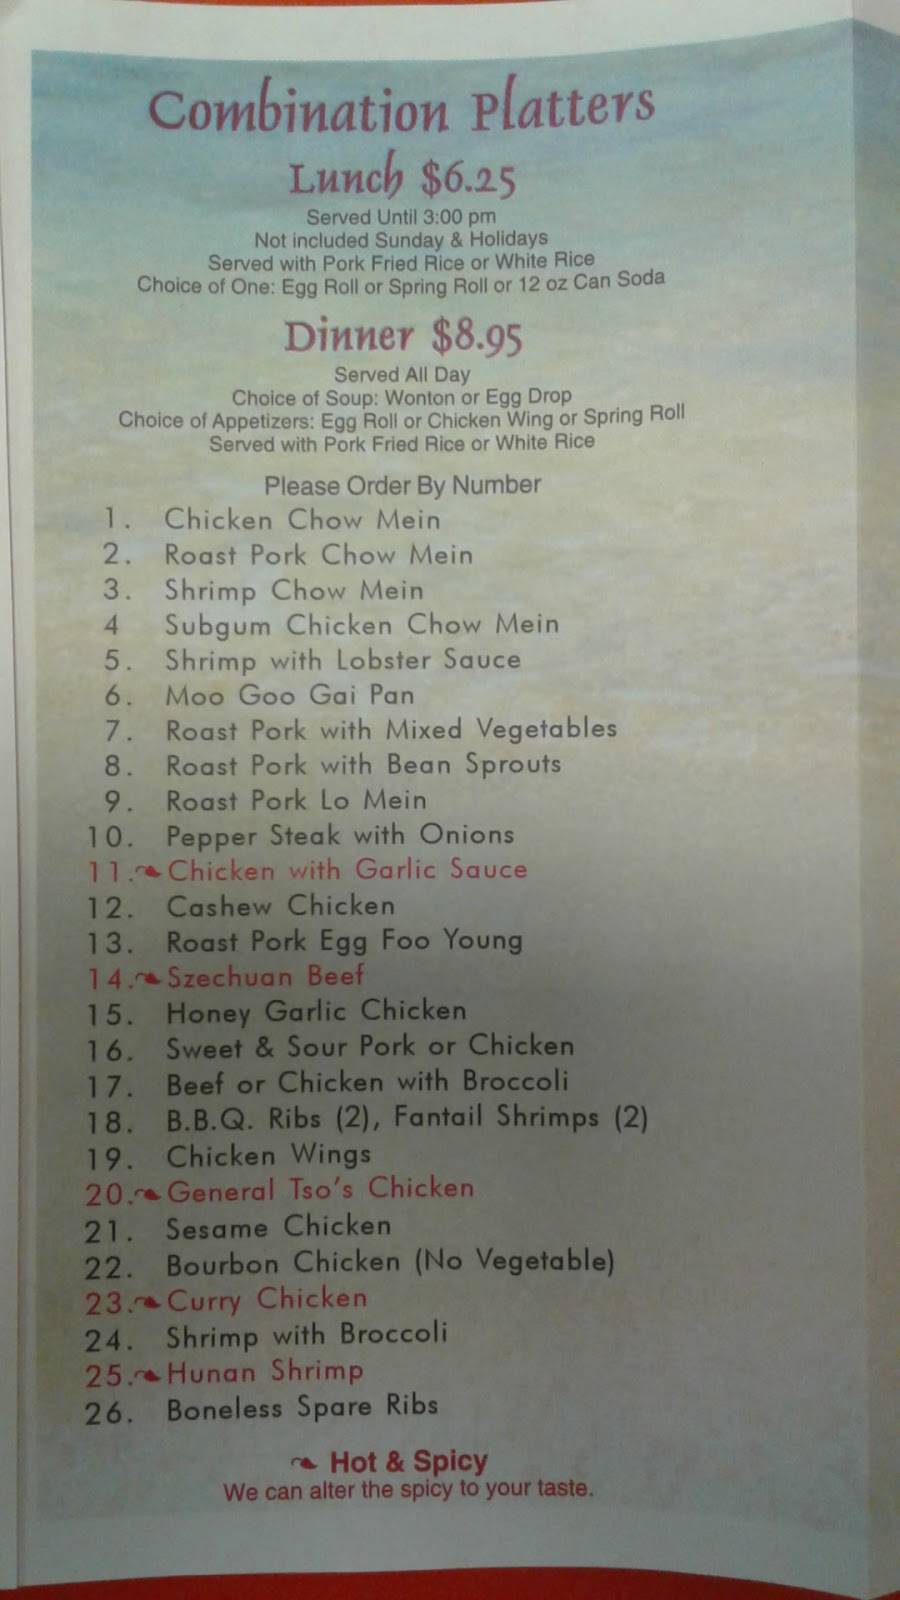 Combination Platters
Lunch $6.25
Served Until 3:00 pm
Not included Sunday & Holidays
Served with Pork Fried Rice or White Rice
Choice of One: Egg Roll or Spring Roll or 12 oz Can Soda
Dinner $8.95
Served All Day
Choice of Soup: Wonton or Egg Drop
Choice of Appetizers: Egg Roll or Chicken Wing or Spring Roll
Served with Pork Fried Rice or White Rice
Please Order By Number
1. Chicken Chow Mein
2. Roast Pork Chow Mein
3. Shrimp Chow Mein
4 Subgum Chicken Chow Mein
5. Shrimp with Lobster Sauce
6. Moo Goo Gai Pan
7. Roast Pork with Mixed Vegetables
8. Roast Pork with Bean Sprouts
9. Roast Pork Lo Mein
10. Pepper Steak with Onions
11. Chicken with Garlic Sauce
12. Cashew Chicken
13. Roast Pork Egg Foo Young
14. Szechuan Beef
15. Honey Garlic Chicken
16. Sweet & Sour Pork or Chicken
17. Beef or Chicken with Broccoli
18. B.B.Q. Ribs (2), Fantail Shrimps (2)
19. Chicken Wings
20. General Tso's Chicken
21. Sesame Chicken
22. Bourbon Chicken (No Vegetable)
23. Curry Chicken
24. Shrimp with Broccoli
25. Hunan Shrimp
26. Boneless Spare Ribs
Hot & Spicy
We can alter the spicy to your taste.